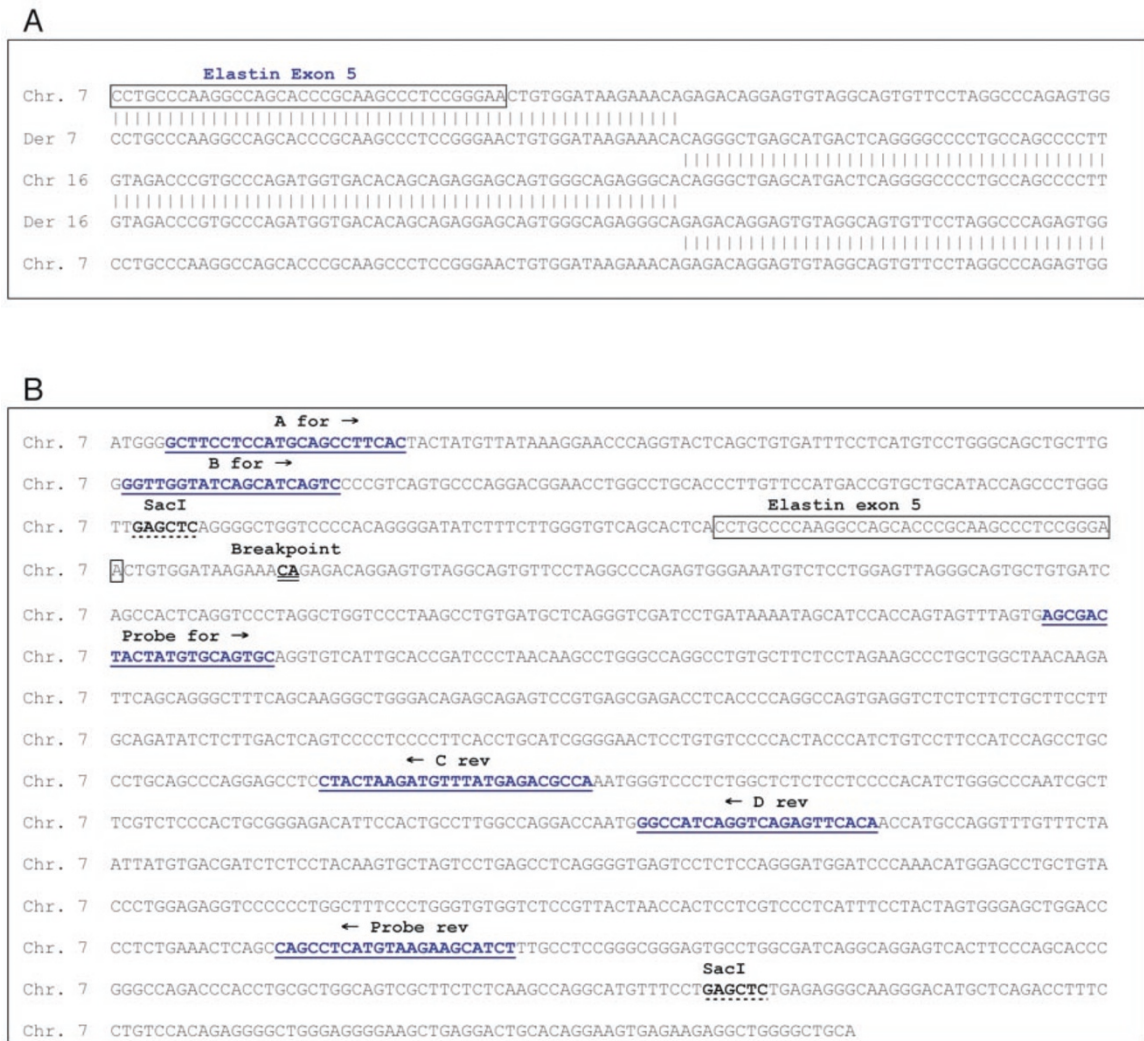 A
Elastin Exon 5
Chr. 7 CCTGCCCAAGGCCAGCACCCGCAAGCCCTCCGGGAACTGTGGATAAGAAACAGAGACAGGAGTGTAGGCAGTGTTCCTAGGCCCAGAGTGG
Der 7 CCTGCCCAAGGCCAGCACCCGCAAGCCCTCCGGGAACTGTGGATAAGAAACACAGGGCTGAGCATGACTCAGGGGCCCCTGCCAGCCCCTT
Chr 16 GTAGACCCGTGCCCAGATGGTGACACAGCAGAGGAGCAGTGGGCAGAGGGCACAGGGCTGAGCATGACTCAGGGGCCCCTGCCAGCCCCTT
Der 16 GTAGACCCGTGCCCAGATGGTGACACAGCAGAGGAGCAGTGGGCAGAGGGCAGAGACAGGAGTGTAGGCAGTGTTCCTAGGCCCAGAGTGG
Chr. 7 CCTGCCCAAGGCCAGCACCCGCAAGCCCTCCGGGAACTGTGGATAAGAAACAGAGACAGGAGTGTAGGCAGTGTTCCTAGGCCCAGAGTGG
B
A for →
Chr. 7 ATGGGGCTTCCTCCATGCAGCCTTCACTACTATGTTATAAAGGAACCCAGGTACTCAGCTGTGATTTCCTCATGTCCTGGGCAGCTGCTTG
B for →
Chr. 7 GGGTTGGTATCAGCATCAGTCCCCGTCAGTGCCCAGGACGGAACCTGGCCTGCACCCTTGTTCCATGACCGTGCTGCATACCAGCCCTGGG
SacI Elastin exon 5
Chr. 7 TTGAGCTCAGGGGCTGGTCCCCACAGGGGATATCTTTCTTGGGTGTCAGCACTCACCTGCCCCAAGGCCAGCACCCGCAAGCCCTCCGGGA
Breakpoint
Chr. 7 ACTGTGGATAAGAAACAGAGACAGGAGTGTAGGCAGTGTTCCTAGGCCCAGAGTGGGAAATGTCTCCTGGAGTTAGGGCAGTGCTGTGATC
Chr. 7 AGCCACTCAGGTCCCTAGGCTGGTCCCTAAGCCTGTGATGCTCAGGGTCGATCCTGATAAAATAGCATCCACCAGTAGTTTAGTGAGCGAC
Probe for →
Chr. 7 TACTATGTGCAGTGCAGGTGTCATTGCACCGATCCCTAACAAGCCTGGGCCAGGCCTGTGCTTCTCCTAGAAGCCCTGCTGGCTAACAAGA
Chr. 7 TTCAGCAGGGCTTTCAGCAAGGGCTGGGACAGAGCAGAGTCCGTGAGCGAGACCTCACCCCAGGCCAGTGAGGTCTCTCTTCTGCTTCCTT
Chr. 7 GCAGATATCTCTTGACTCAGTCCCCTCCCCTTCACCTGCATCGGGGAACTCCTGTGTCCCCACTACCCATCTGTCCTTCCATCCAGCCTGC
← C rev
Chr. 7 CCTGCAGCCCAGGAGCCTCCTACTAAGATGTTTATGAGACGCCAAATGGGTCCCTCTGGCTCTCTCCTCCCCACATCTGGGCCCAATCGCT
← D rev
Chr. 7 TCGTCTCCCACTGCGGGAGACATTCCACTGCCTTGGCCAGGACCAATGGGCCATCAGGTCAGAGTTCACAACCATGCCAGGTTTGTTTCTA
Chr. 7 ATTATGTGACGATCTCTCCTACAAGTGCTAGTCCTGAGCCTCAGGGGTGAGTCCTCTCCAGGGATGGATCCCAAACATGGAGCCTGCTGTA
Chr. 7 CCCTGGAGAGGTCCCCCCTGGCTTTCCCTGGGTGTGGTCTCCGTTACTAACCACTCCTCGTCCCTCATTTCCTACTAGTGGGAGCTGGACC
← Probe rev
Chr. 7 CCTCTGAAACTCAGCCAGCCTCATGTAAGAAGCATCTTTGCCTCCGGGCGGGAGTGCCTGGCGATCAGGCAGGAGTCACTTCCCAGCACCC
SacI
Chr. 7 GGGCCAGACCCACCTGCGCTGGCAGTCGCTTCTCTCAAGCCAGGCATGTTTCCTGAGCTCTGAGAGGGCAAGGGACATGCTCAGACCTTTC
Chr. 7 CTGTCCACAGAGGGGCTGGGAGGGGAAGCTGAGGACTGCACAGGAAGTGAGAAGAGGCTGGGGCTGCA